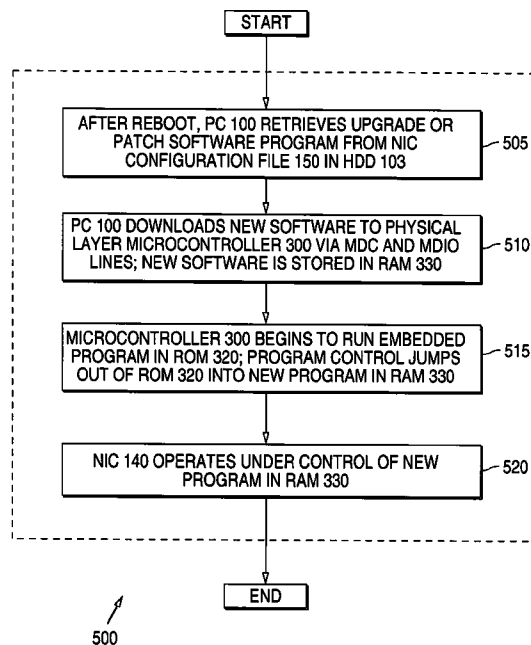 START
AFTER REBOOT, PC 100 RETRIEVES UPGRADE OR
PATCH SOFTWARE PROGRAM FROM NIC
CONFIGURATION FILE 150 IN HDD 103
505
PC 100 DOWNLOADS NEW SOFTWARE TO PHYSICAL
LAYER MICROCONTROLLER 300 VIA MDC AND MDIO
LINES; NEW SOFTWARE IS STORED IN RAM 330
510
MICROCONTROLLER 300 BEGINS TO RUN EMBEDDED
PROGRAM IN ROM 320; PROGRAM CONTROL JUMPS
OUT OF ROM 320 INTO NEW PROGRAM IN RAM 330
515
NIC 140 OPERATES UNDER CONTROL OF NEW
PROGRAM IN RAM 330
520
END
500